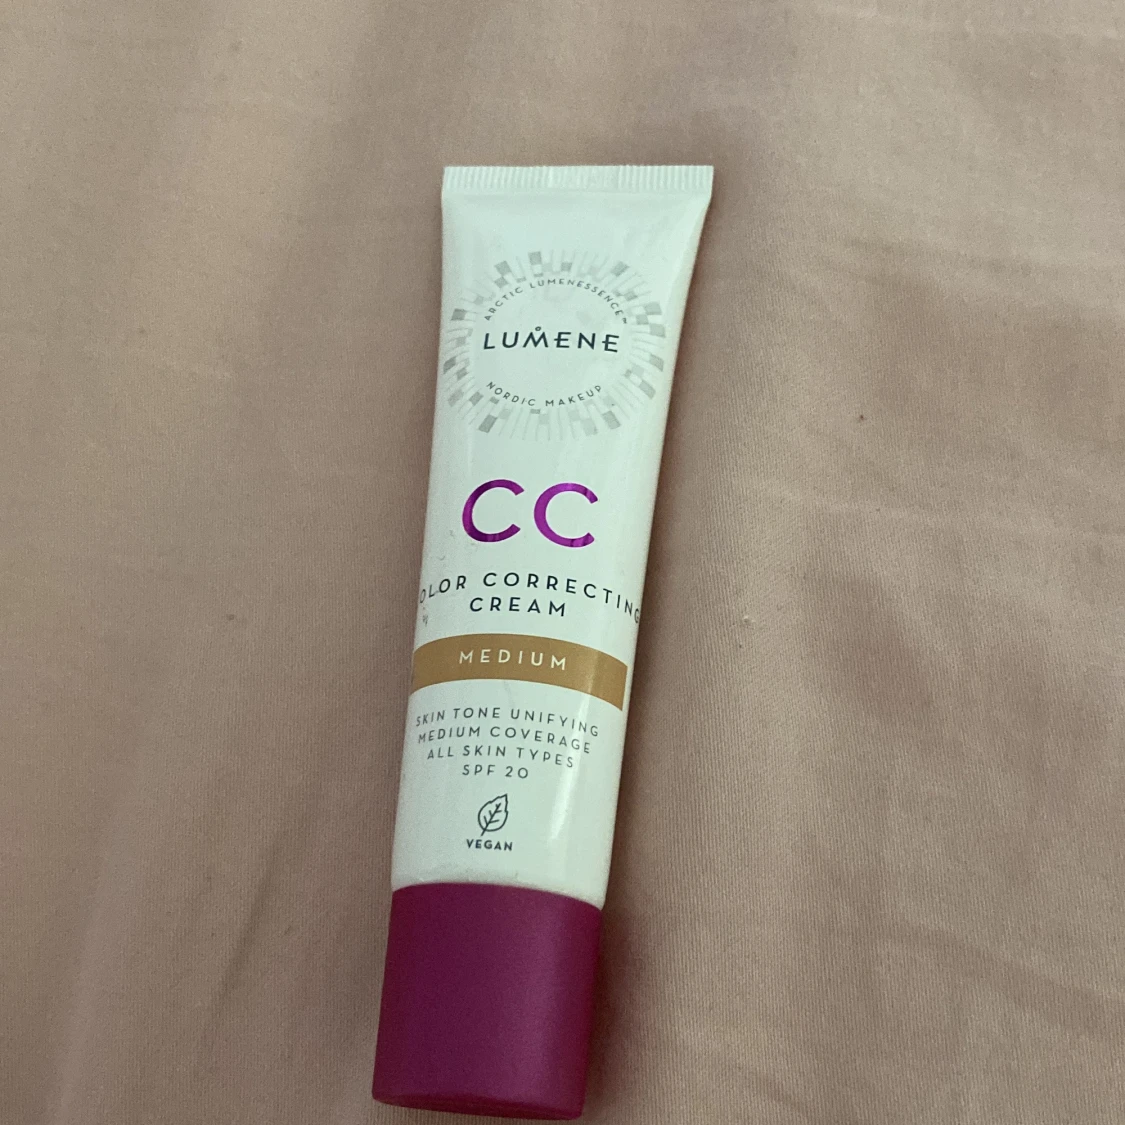 ARCTIC LUMENESSENCE™
LUMENE
NORDIC MAKEUP
CC
OLOR CORRECTING
CREAM
MEDIUM
SKIN TONE UNIFYING
MEDIUM COVERAGE
ALL SKIN TYPES
SPF 20
VEGAN